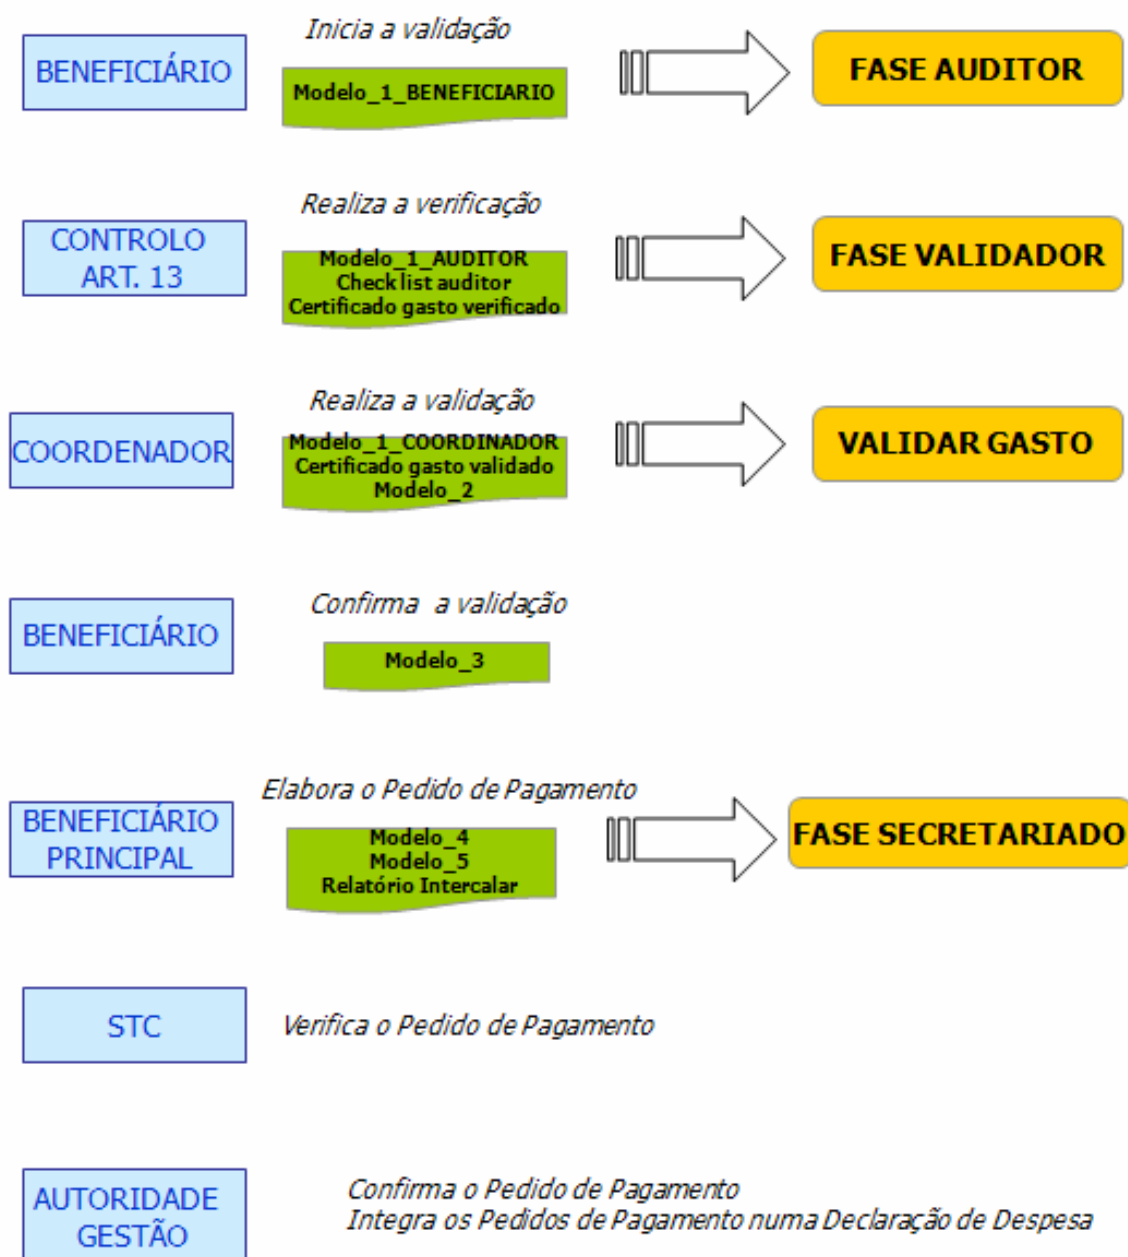 Inicia a validação
BENEFICIÁRIO
Modelo_1_BENEFICIARIO
FASE AUDITOR
Realiza a verificação
CONTROLO
ART. 13
Modelo_1_AUDITOR
Check list auditor
Certificado gasto verificado
FASE VALIDADOR
Realiza a validação
COORDENADOR
Modelo_1_COORDINADOR
Certificado gasto validado
Modelo_2
VALIDAR GASTO
Confirma a validação
BENEFICIÁRIO
Modelo_3
Elabora o Pedido de Pagamento
BENEFICIÁRIO
PRINCIPAL
Modelo_4
Modelo_5
Relatório Intercalar
FASE SECRETARIADO
STC
Verifica o Pedido de Pagamento
AUTORIDADE
GESTÃO
Confirma o Pedido de Pagamento
Integra os Pedidos de Pagamento numa Declaração de Despesa